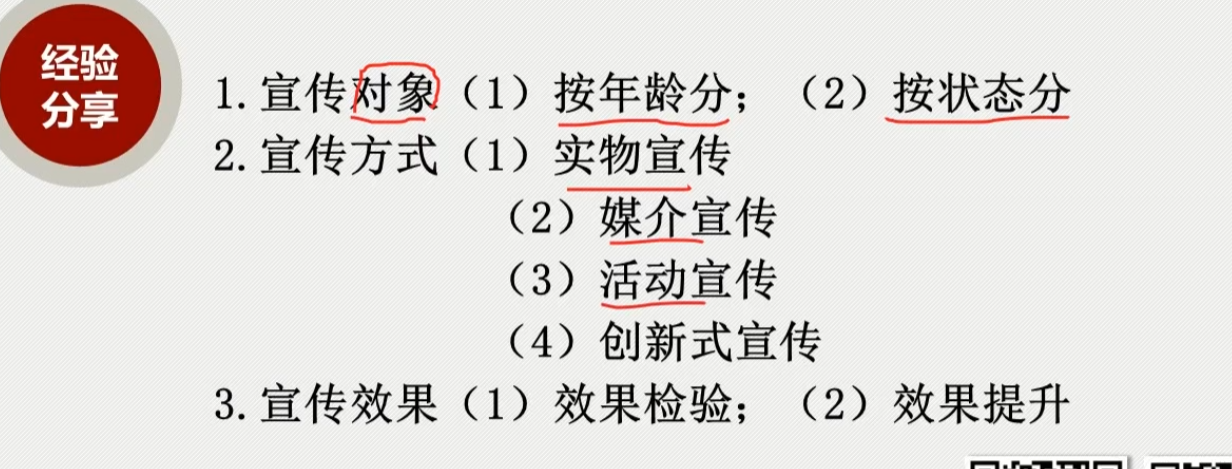 经验
分享
1.宣传对象（1）按年龄分；（2）按状态分
2.宣传方式（1）实物宣传
（2）媒介宣传
（3）活动宣传
（4）创新式宣传
3.宣传效果（1）效果检验；（2）效果提升